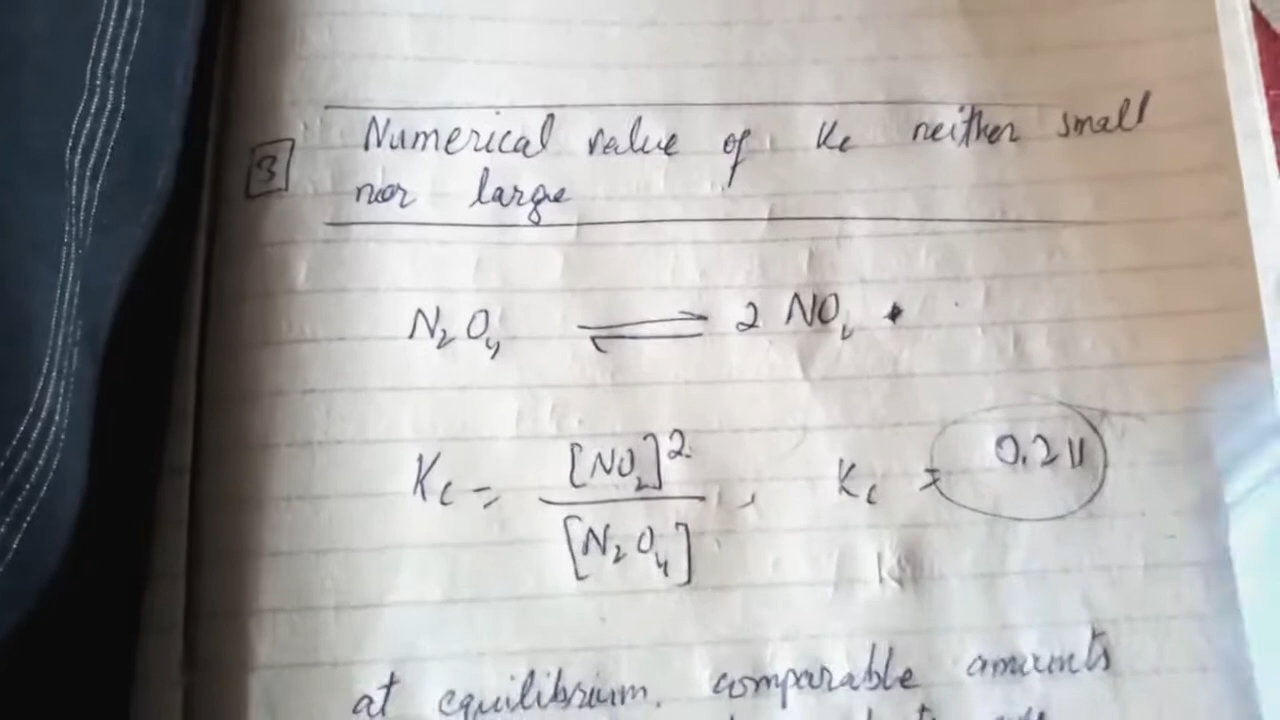 3
Numerical value of Kc neither small
nor large
N2O4 ⇌ 2 NO2
Kc = [NO2]2 / [N2O4] , Kc = 0.211
at equilibrium. comparable amounts